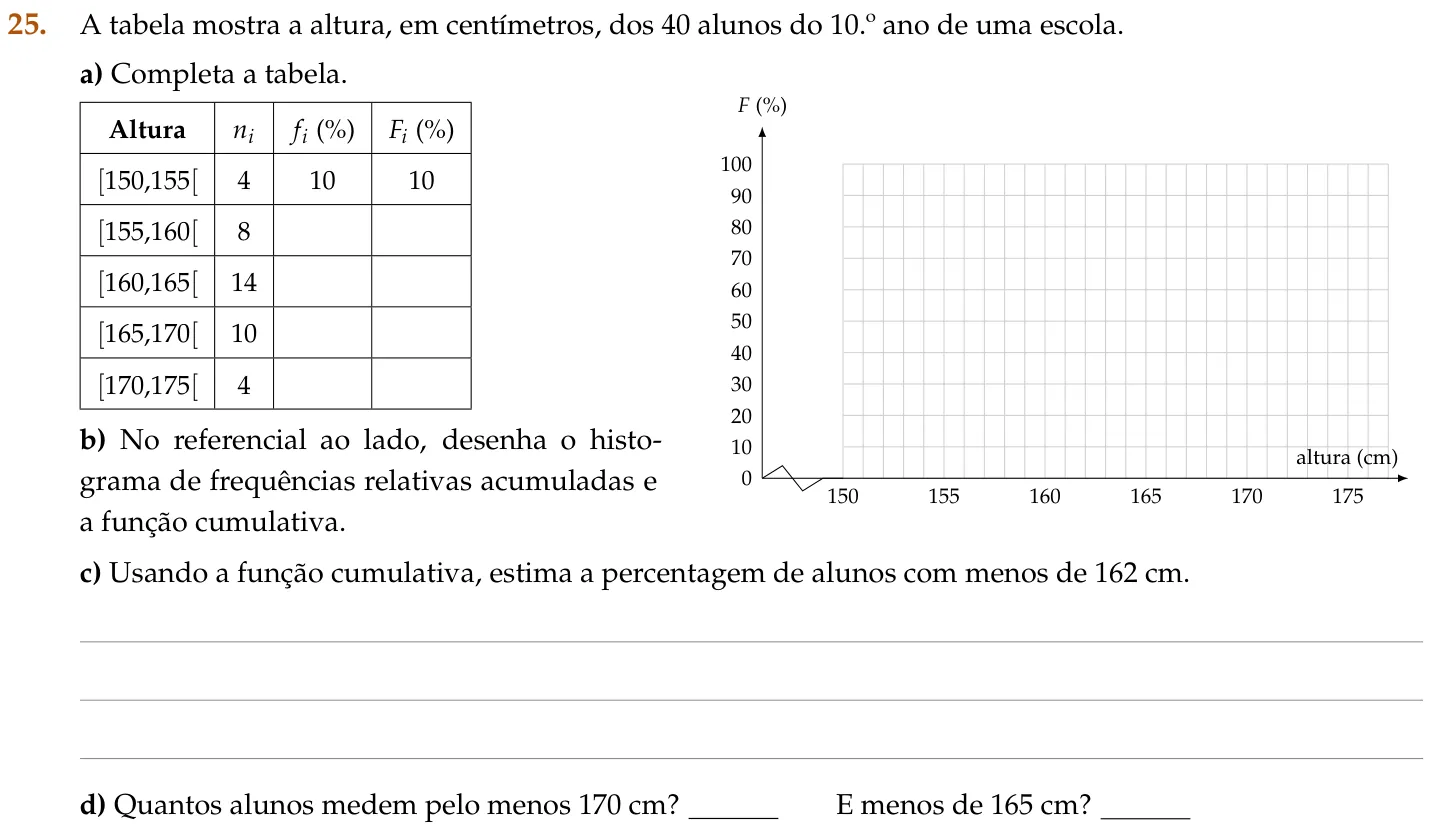 25. A tabela mostra a altura, em centímetros, dos 40 alunos do 10.º ano de uma escola.
a) Completa a tabela.
Altura nᵢ fᵢ (%) Fᵢ (%)
[150,155[ 4 10 10
[155,160[ 8
[160,165[ 14
[165,170[ 10
[170,175[ 4
F (%)
100
90
80
70
60
50
40
30
20
10
0
altura (cm)
150 155 160 165 170 175
b) No referencial ao lado, desenha o histo-
grama de frequências relativas acumuladas e
a função cumulativa.
c) Usando a função cumulativa, estima a percentagem de alunos com menos de 162 cm.
d) Quantos alunos medem pelo menos 170 cm? ______ E menos de 165 cm? ______